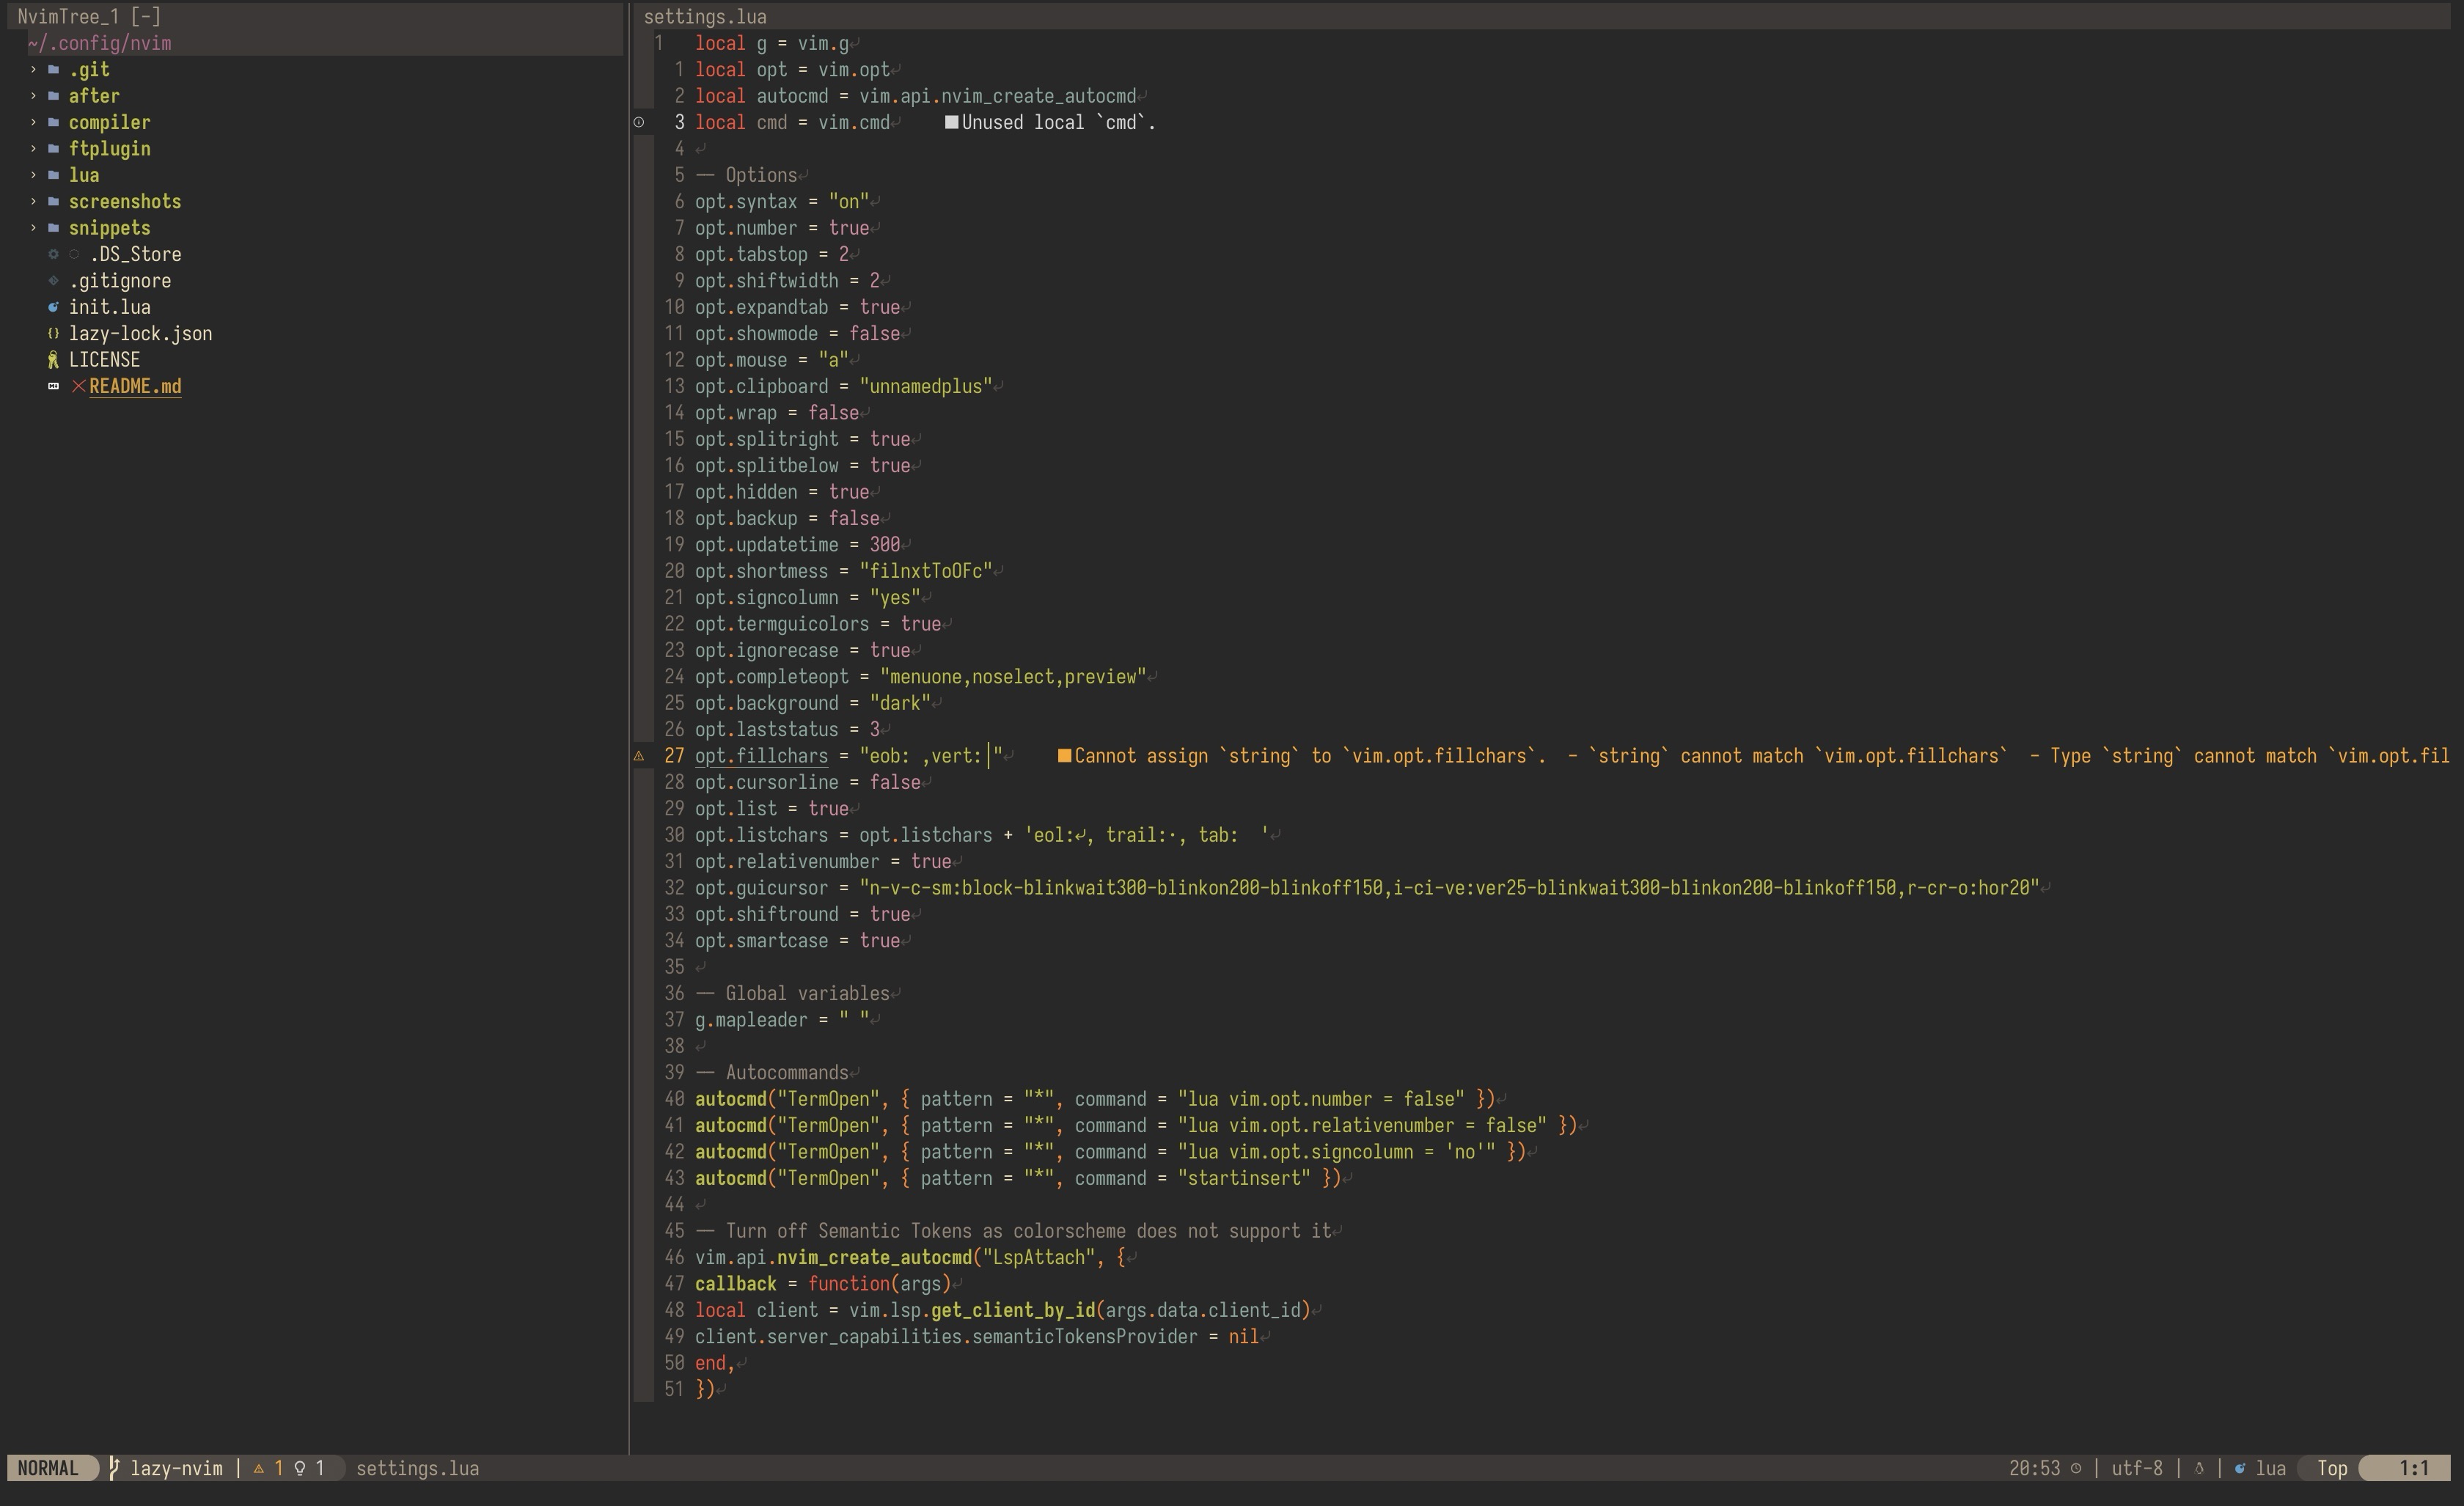 NvimTree_1 [-]
~/.config/nvim
.git
after
compiler
ftplugin
lua
screenshots
snippets
.DS_Store
.gitignore
init.lua
lazy-lock.json
LICENSE
README.md
settings.lua
1 local g = vim.g
1 local opt = vim.opt
2 local autocmd = vim.api.nvim_create_autocmd
3 local cmd = vim.cmd ■Unused local `cmd`.
4
5 -- Options
6 opt.syntax = "on"
7 opt.number = true
8 opt.tabstop = 2
9 opt.shiftwidth = 2
10 opt.expandtab = true
11 opt.showmode = false
12 opt.mouse = "a"
13 opt.clipboard = "unnamedplus"
14 opt.wrap = false
15 opt.splitright = true
16 opt.splitbelow = true
17 opt.hidden = true
18 opt.backup = false
19 opt.updatetime = 300
20 opt.shortmess = "filnxtToOFc"
21 opt.signcolumn = "yes"
22 opt.termguicolors = true
23 opt.ignorecase = true
24 opt.completeopt = "menuone,noselect,preview"
25 opt.background = "dark"
26 opt.laststatus = 3
27 opt.fillchars = "eob: ,vert:│" ■Cannot assign `string` to `vim.opt.fillchars`. - `string` cannot match `vim.opt.fillchars` - Type `string` cannot match `vim.opt.fil
28 opt.cursorline = false
29 opt.list = true
30 opt.listchars = opt.listchars + 'eol:↲, trail:·, tab:  '
31 opt.relativenumber = true
32 opt.guicursor = "n-v-c-sm:block-blinkwait300-blinkon200-blinkoff150,i-ci-ve:ver25-blinkwait300-blinkon200-blinkoff150,r-cr-o:hor20"
33 opt.shiftround = true
34 opt.smartcase = true
35
36 -- Global variables
37 g.mapleader = " "
38
39 -- Autocommands
40 autocmd("TermOpen", { pattern = "*", command = "lua vim.opt.number = false" })
41 autocmd("TermOpen", { pattern = "*", command = "lua vim.opt.relativenumber = false" })
42 autocmd("TermOpen", { pattern = "*", command = "lua vim.opt.signcolumn = 'no'" })
43 autocmd("TermOpen", { pattern = "*", command = "startinsert" })
44
45 -- Turn off Semantic Tokens as colorscheme does not support it
46 vim.api.nvim_create_autocmd("LspAttach", {
47 callback = function(args)
48 local client = vim.lsp.get_client_by_id(args.data.client_id)
49 client.server_capabilities.semanticTokensProvider = nil
50 end,
51 })
NORMAL lazy-nvim | 1 1 settings.lua 20:53 | utf-8 | | lua Top 1:1